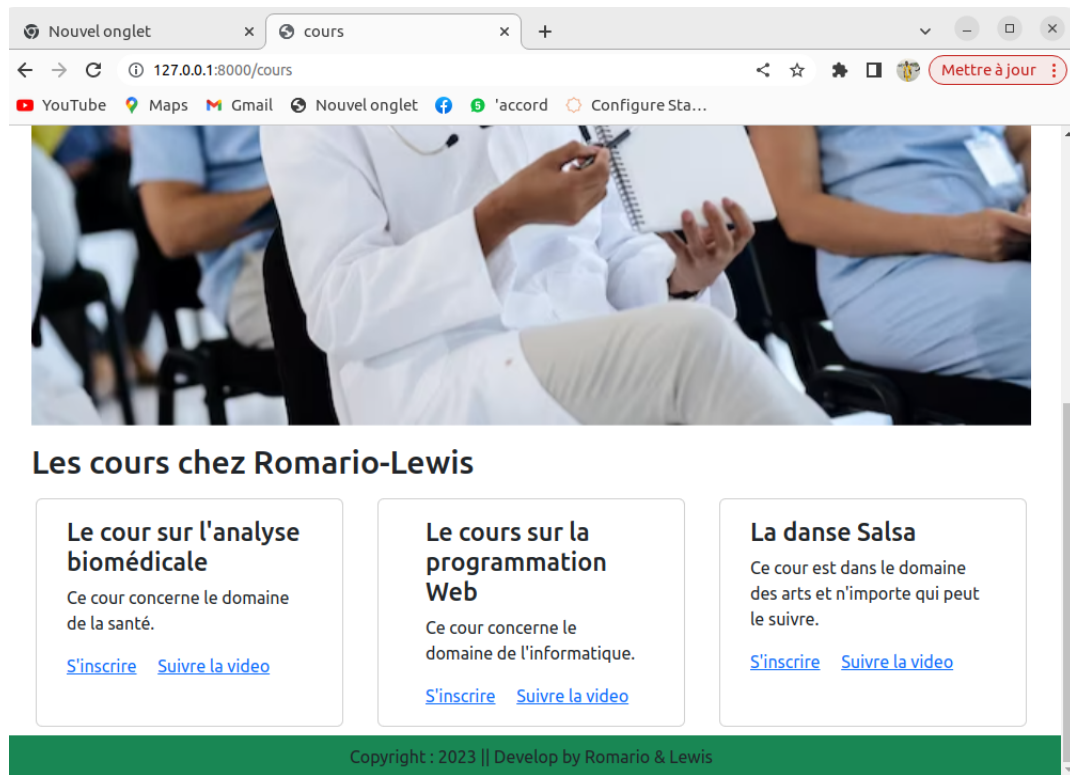 Nouvel onglet
cours
127.0.0.1:8000/cours
Mettre à jour
YouTube Maps Gmail Nouvel onglet 'accord Configure Sta...
Les cours chez Romario-Lewis
Le cour sur l'analyse
biomédicale
Ce cour concerne le domaine
de la santé.
S'inscrire Suivre la video
Le cours sur la
programmation
Web
Ce cour concerne le
domaine de l'informatique.
S'inscrire Suivre la video
La danse Salsa
Ce cour est dans le domaine
des arts et n'importe qui peut
le suivre.
S'inscrire Suivre la video
Copyright : 2023 || Develop by Romario & Lewis